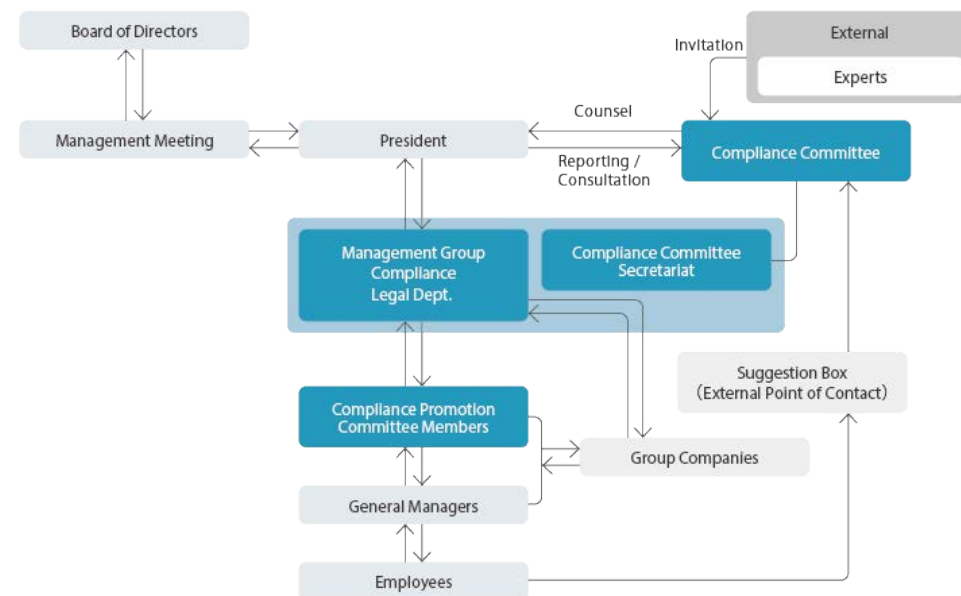 Board of Directors
External
Invitation
Experts
Counsel
Management Meeting
President
Compliance Committee
Reporting /
Consultation
Management Group
Compliance
Legal Dept.
Compliance Committee
Secretariat
Suggestion Box
(External Point of Contact)
Compliance Promotion
Committee Members
Group Companies
General Managers
Employees